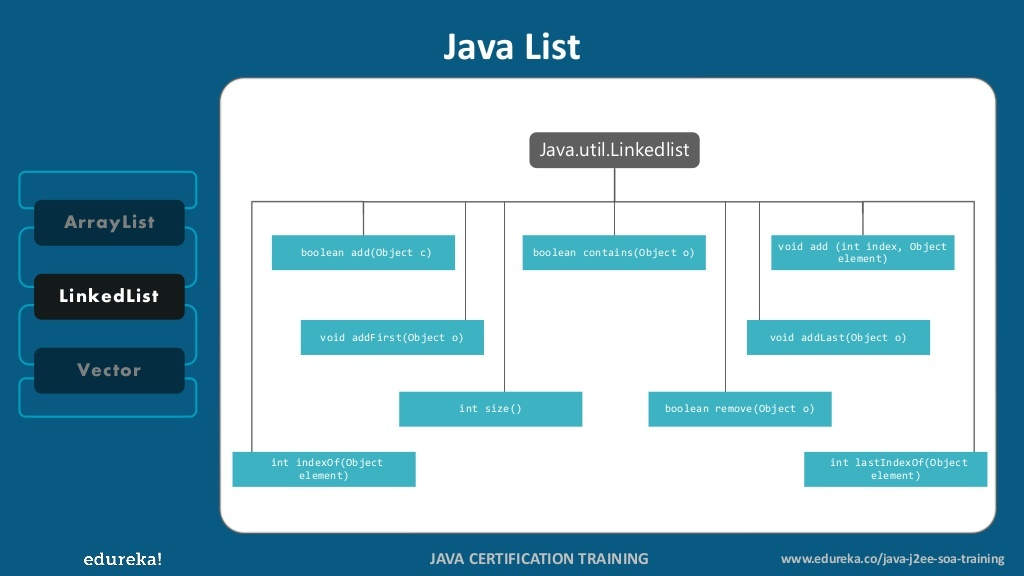 Java List
Java.util.Linkedlist
ArrayList
LinkedList
Vector
boolean add(Object c)
boolean contains(Object o)
void add (int index, Object
element)
void addFirst(Object o)
void addLast(Object o)
int size()
boolean remove(Object o)
int indexOf(Object
element)
int lastIndexOf(Object
element)
edureka!
JAVA CERTIFICATION TRAINING
www.edureka.co/java-j2ee-soa-training